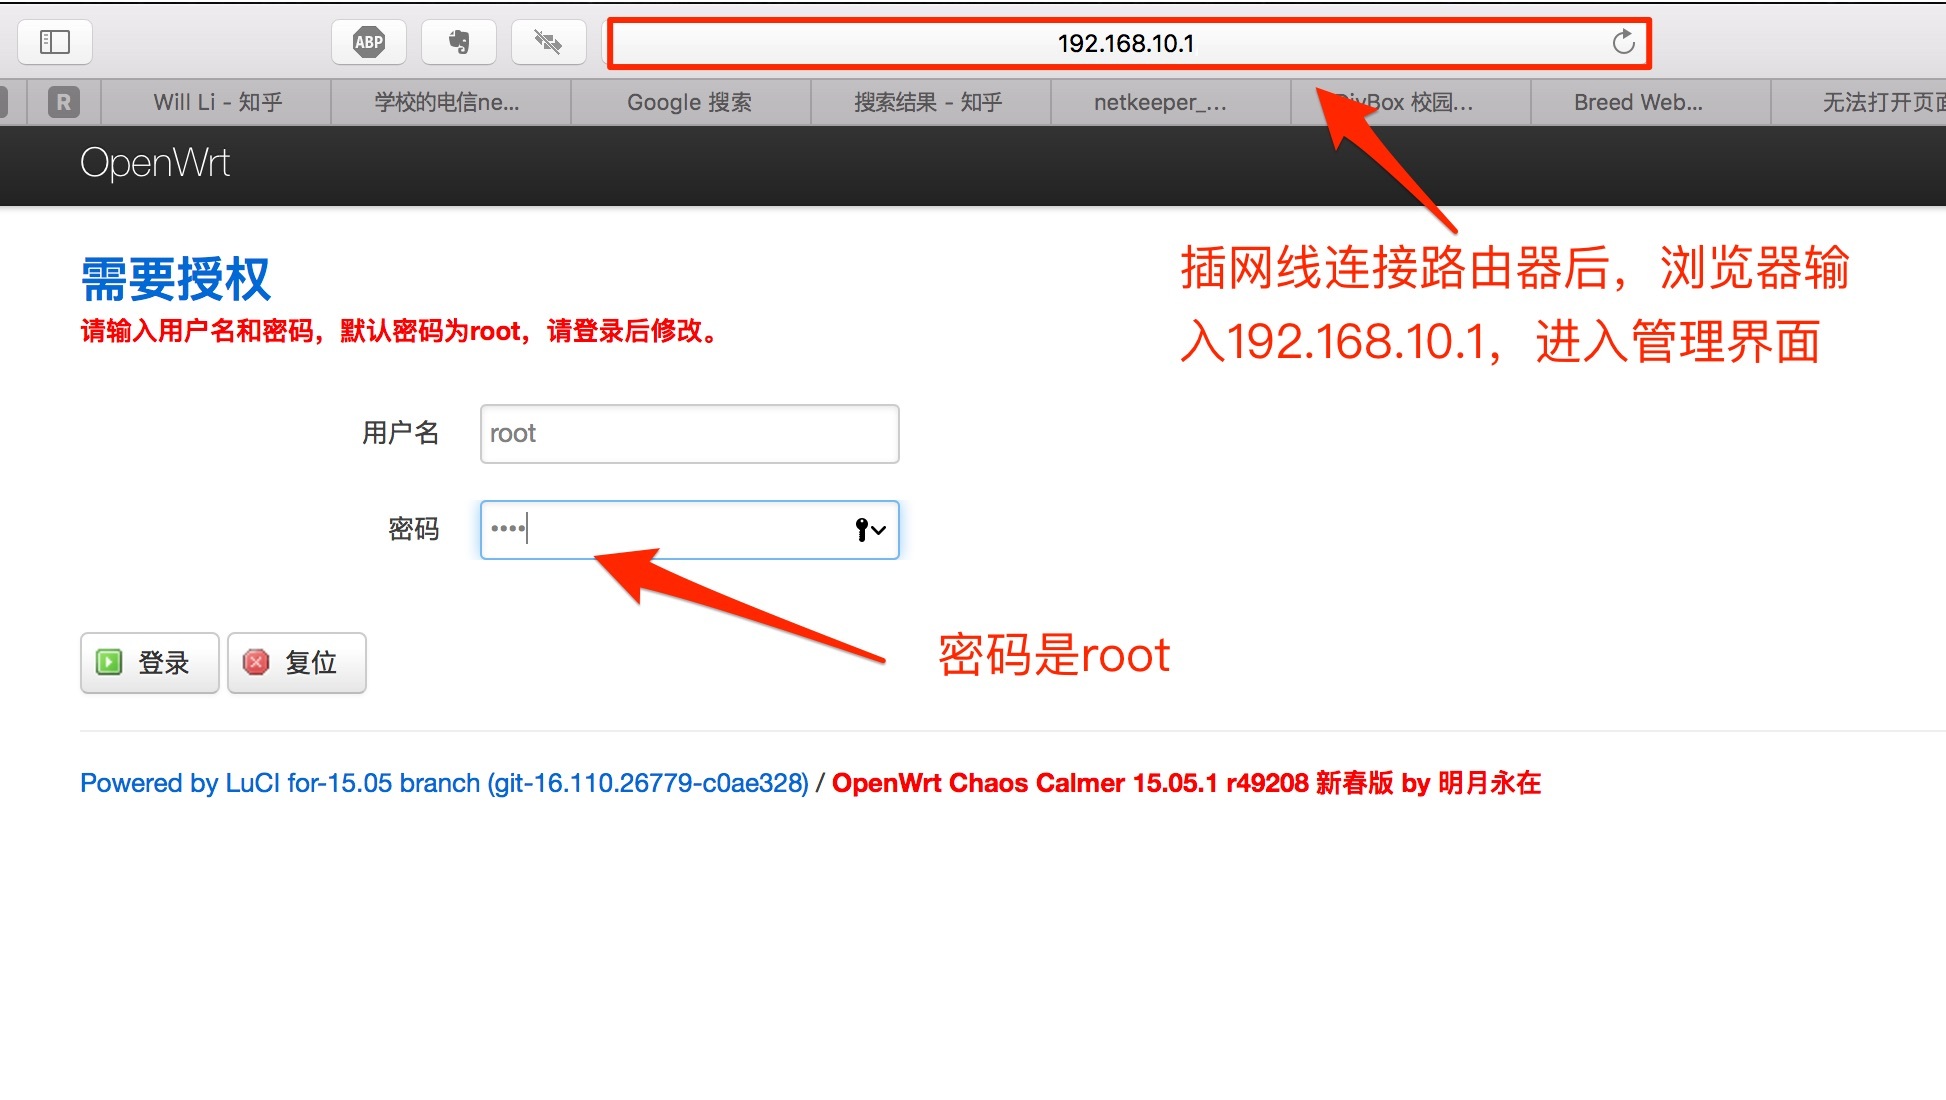 192.168.10.1
ABP
R
Will Li - 知乎
学校的电信ne...
Google 搜索
搜索结果 - 知乎
netkeeper_...
Box 校园...
Breed Web...
无法打开页面
OpenWrt
需要授权
请输入用户名和密码，默认密码为root，请登录后修改。
插网线连接路由器后，浏览器输
入192.168.10.1，进入管理界面
用户名
root
密码
••••
密码是root
登录
复位
Powered by LuCI for-15.05 branch (git-16.110.26779-c0ae328) / OpenWrt Chaos Calmer 15.05.1 r49208 新春版 by 明月永在